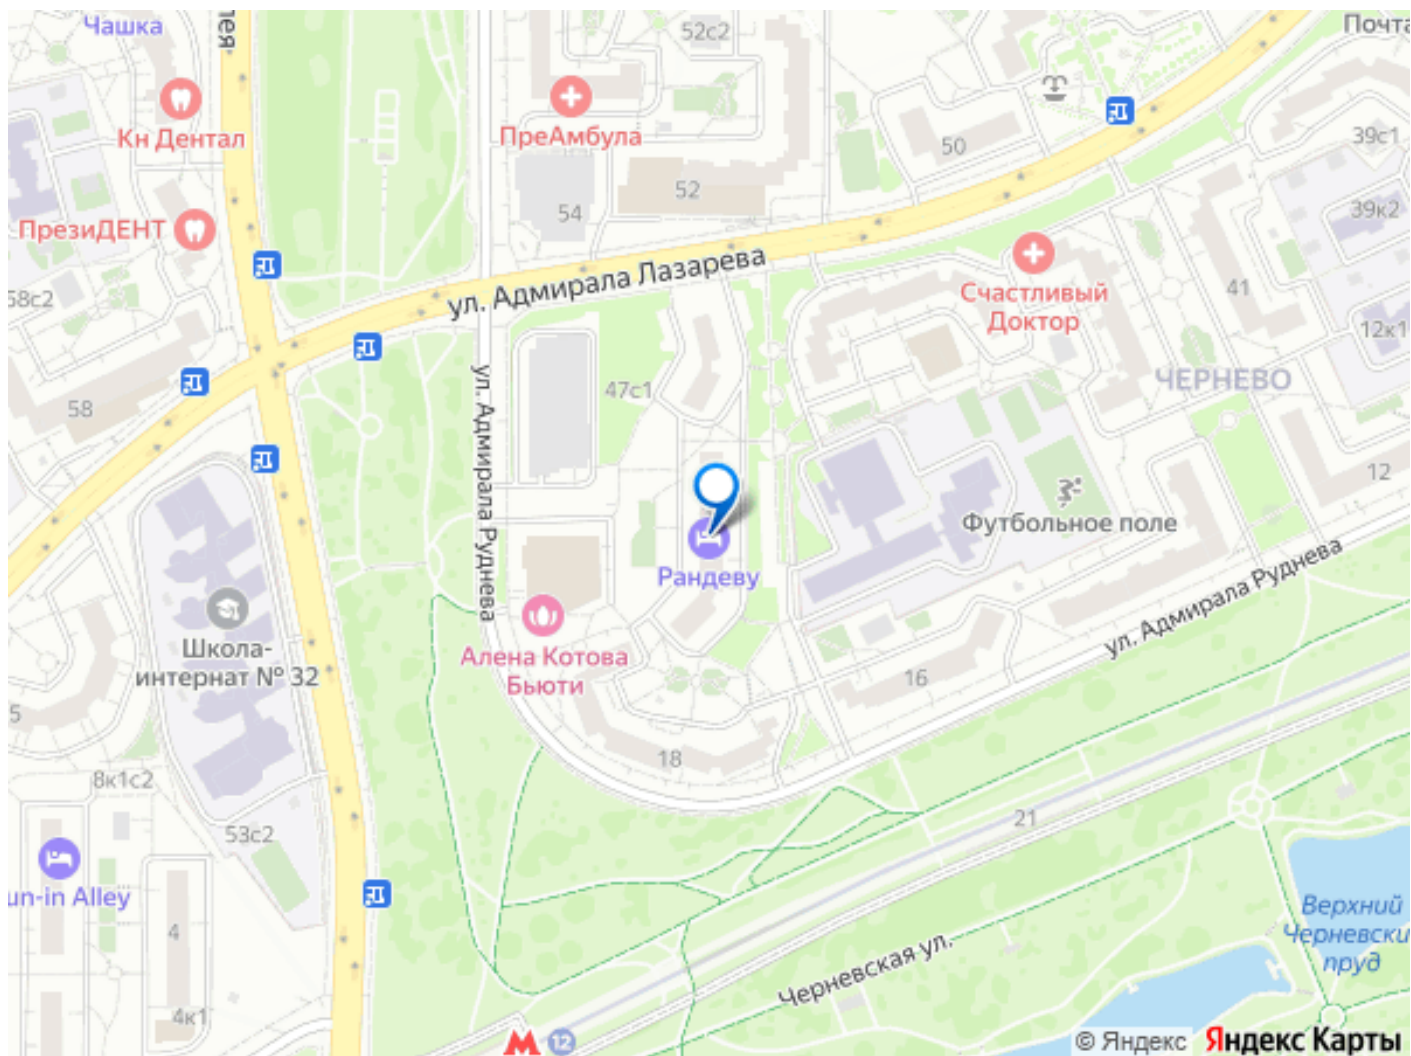 Чашка
лея
52с2
Почта
Кн Дентал
ПреАмбула
50
39с1
52
54
39к2
ПрезиДЕНТ
ул. Адмирала Лазарева
58с2
Счастливый
Доктор
41
12к1
ЧЕРНЕВО
47с1
58
ул. Адмирала Руднева
12
Футбольное поле
Рандеву
ул. Адмирала Руднева
Школа-
интернат № 32
Алена Котова
Бьюти
16
5
18
8к1с2
21
53с2
un-in Alley
4
Верхний
Черневски
пруд
Черневская ул.
4к1
М 12
© Яндекс Яндекс Карты